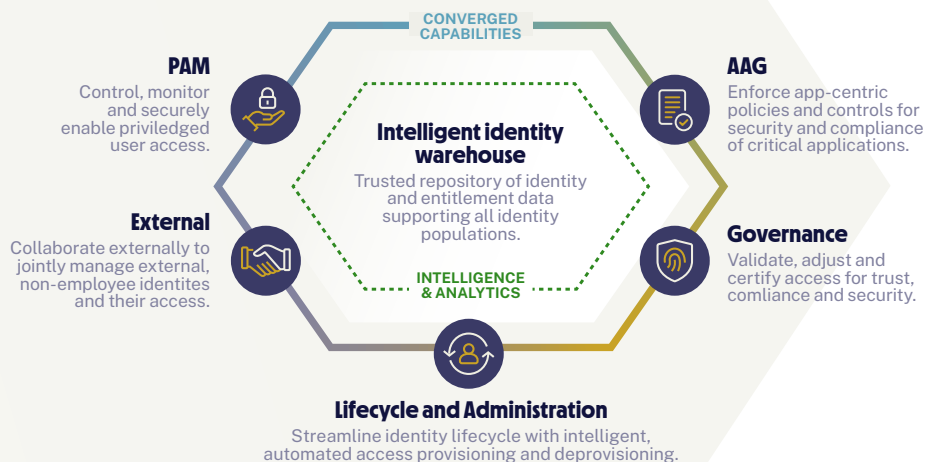 CONVERGED
CAPABILITIES
PAM
Control, monitor
and securely
enable priviledged
user access.
AAG
Enforce app-centric
policies and controls for
security and compliance
of critical applications.
Intelligent identity
warehouse
Trusted repository of identity
and entitlement data
supporting all identity
populations.
External
Collaborate externally to
jointly manage external,
non-employee identites
and their access.
Governance
Validate, adjust and
certify access for trust,
comliance and security.
INTELLIGENCE
& ANALYTICS
Lifecycle and Administration
Streamline identity lifecycle with intelligent,
automated access provisioning and deprovisioning.